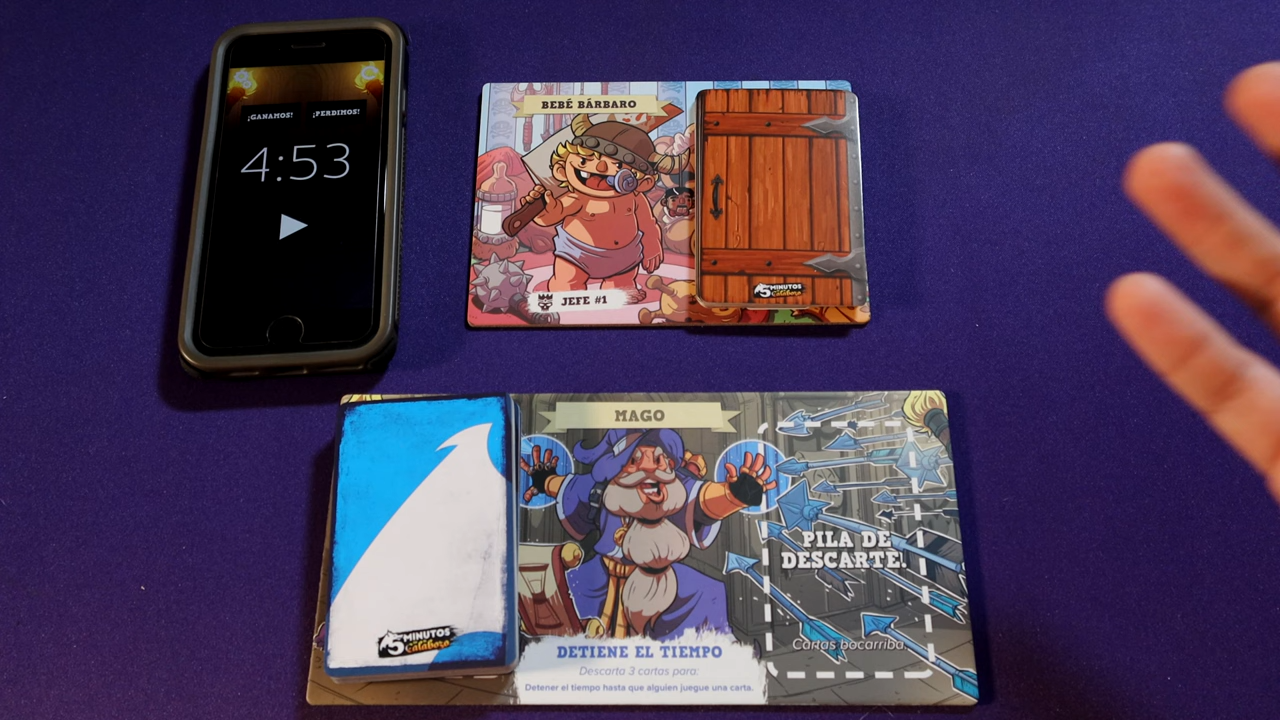 ¡GANAMOS!
¡PERDIMOS!
4:53
BEBÉ BÁRBARO
JEFE #1
5 MINUTOS
Calabozo
MAGO
PILA DE
DESCARTE.
Cartas bocarriba.
5 MINUTOS
Calabozo
DETIENE EL TIEMPO
Descarta 3 cartas para:
Detener el tiempo hasta que alguien juegue una carta.